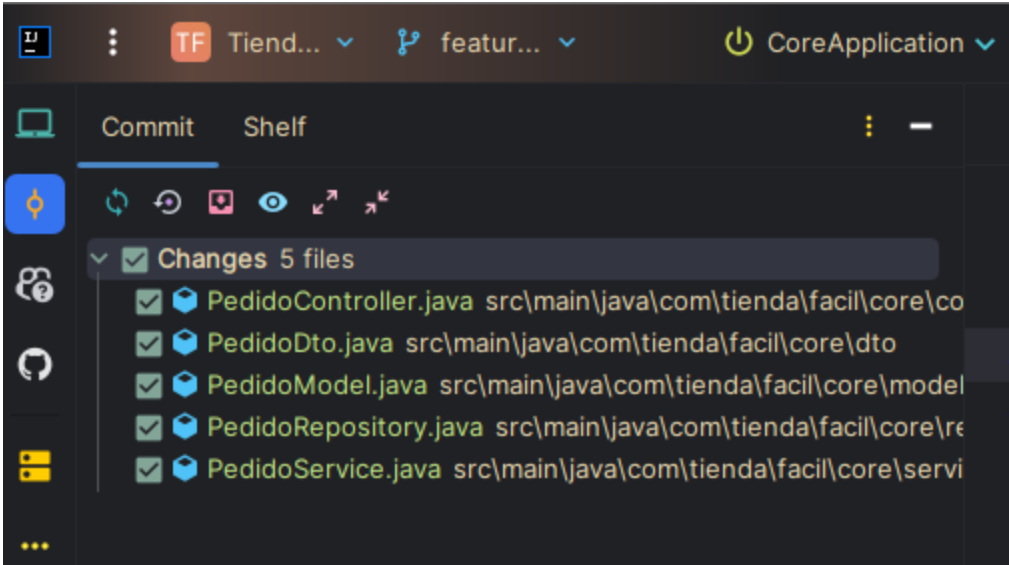 IJ TF Tiend... featur... CoreApplication
Commit Shelf
Changes 5 files
PedidoController.java src\main\java\com\tienda\facil\core\co
PedidoDto.java src\main\java\com\tienda\facil\core\dto
PedidoModel.java src\main\java\com\tienda\facil\core\model
PedidoRepository.java src\main\java\com\tienda\facil\core\re
PedidoService.java src\main\java\com\tienda\facil\core\servi